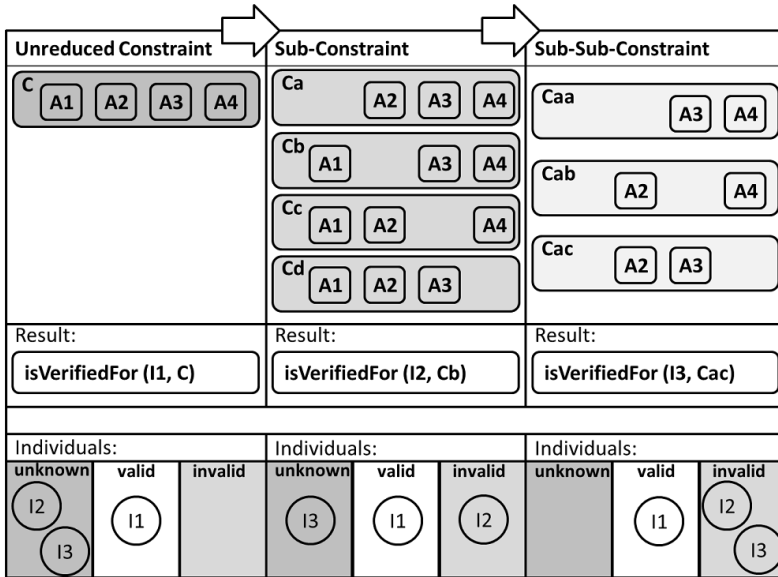 Unreduced Constraint
Sub-Constraint
Sub-Sub-Constraint
C
A1 A2 A3 A4
Ca
A2 A3 A4
Cb
A1 A3 A4
Cc
A1 A2 A4
Cd
A1 A2 A3
Caa
A3 A4
Cab
A2 A4
Cac
A2 A3
Result:
isVerifiedFor (I1, C)
Result:
isVerifiedFor (I2, Cb)
Result:
isVerifiedFor (I3, Cac)
Individuals:
unknown valid invalid
I2
I1
I3
Individuals:
unknown valid invalid
I3 I1 I2
Individuals:
unknown valid invalid
I2
I1
I3